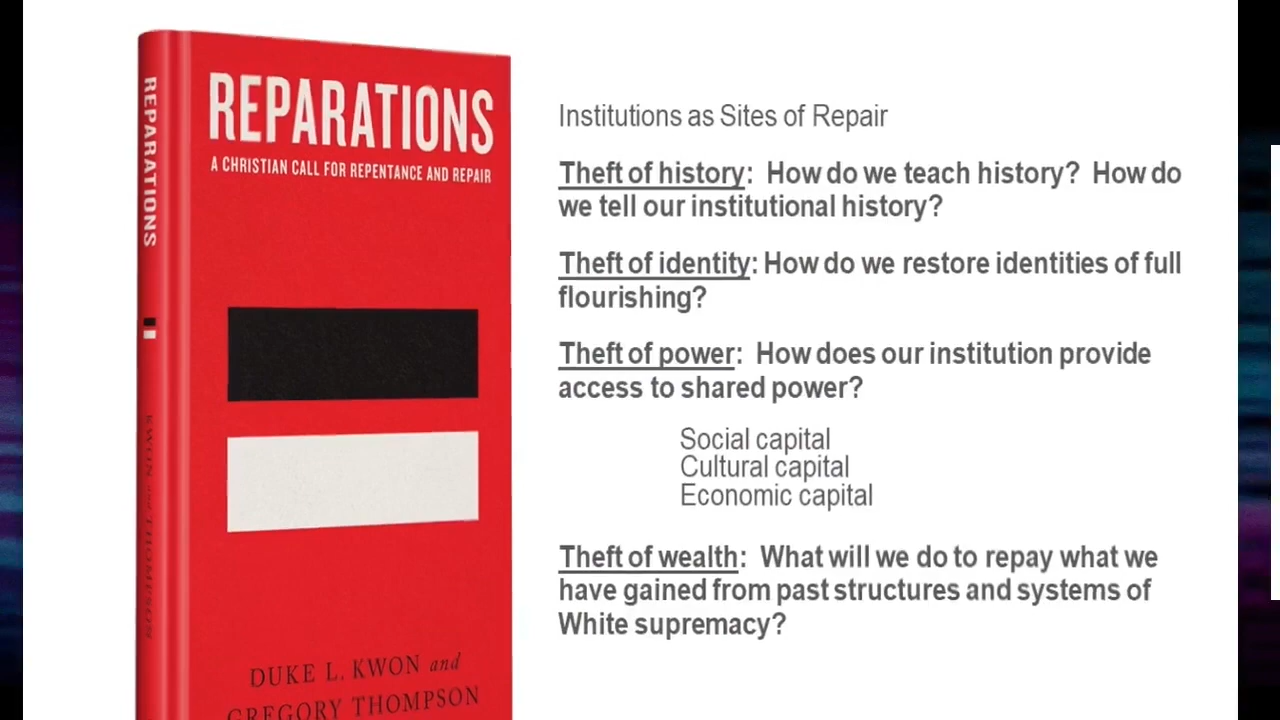 REPARATIONS
A CHRISTIAN CALL FOR REPENTANCE AND REPAIR
REPARATIONS
KWON AND THOMPSON
DUKE L. KWON and
GREGORY THOMPSON
Institutions as Sites of Repair
Theft of history: How do we teach history? How do
we tell our institutional history?
Theft of identity: How do we restore identities of full
flourishing?
Theft of power: How does our institution provide
access to shared power?
Social capital
Cultural capital
Economic capital
Theft of wealth: What will we do to repay what we
have gained from past structures and systems of
White supremacy?